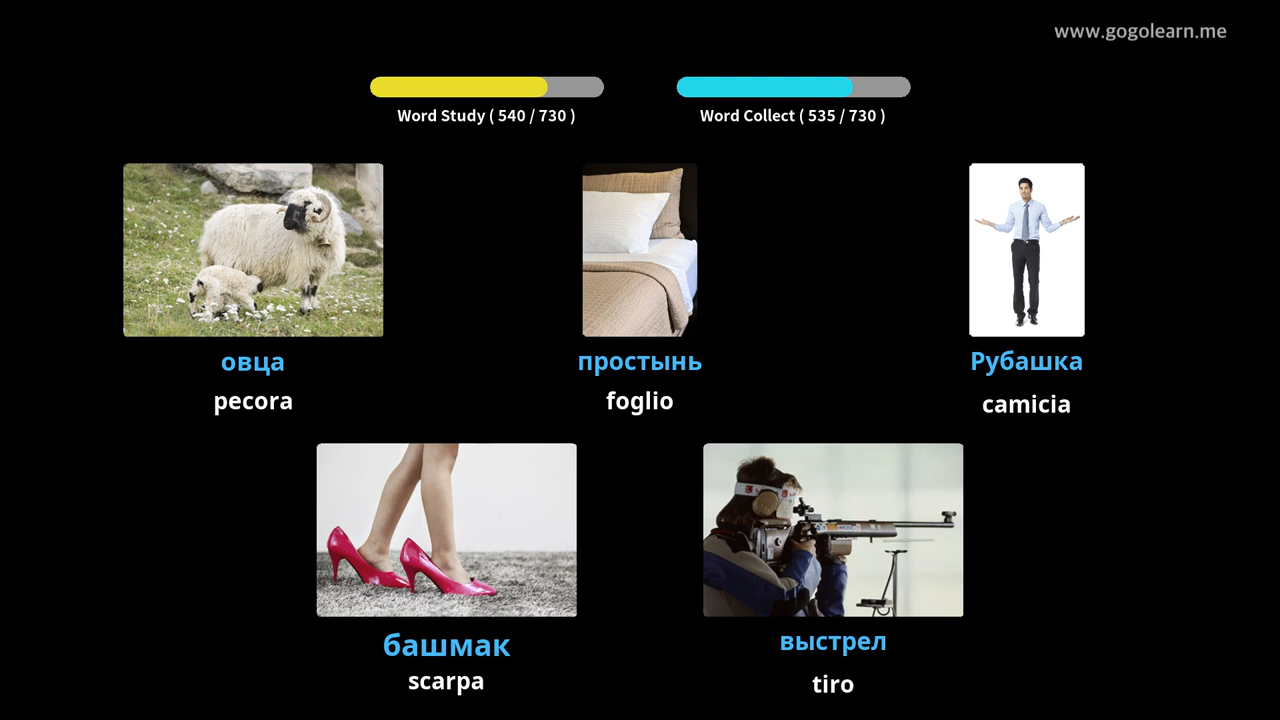 www.gogolearn.me
Word Study ( 540 / 730 )
Word Collect ( 535 / 730 )
овца
pecora
простынь
foglio
Рубашка
camicia
башмак
scarpa
выстрел
tiro